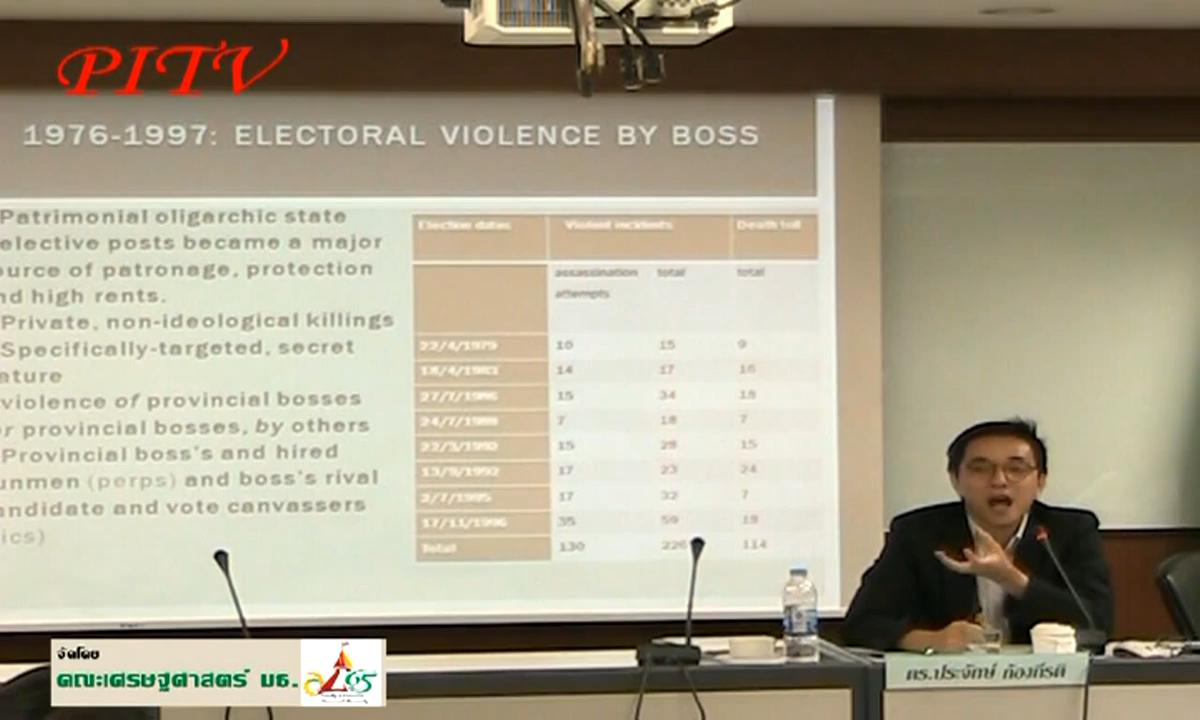 PITV
1976-1997: ELECTORAL VIOLENCE BY BOSS
Patrimonial oligarchic state
elective posts became a major
ource of patronage, protection
nd high rents.
Private, non-ideological killings
Specifically-targeted, secret
ature
violence of provincial bosses
or provincial bosses, by others
Provincial boss's and hired
unmen (perps) and boss's rival
andidate and vote canvassers
ics)
Election dates Violent incidents Death toll
assassination total total
attempts
22/4/1979 10 15 9
18/4/1983 14 17 16
27/7/1986 15 34 18
24/7/1988 7 18 7
22/3/1992 15 29 15
13/9/1992 17 23 24
2/7/1995 17 32 7
17/11/1996 35 59 19
Total 130 226 114
จัดโดย
คณะเศรษฐศาสตร์ มธ.
ดร.ประจักษ์ ก้องกีรติ